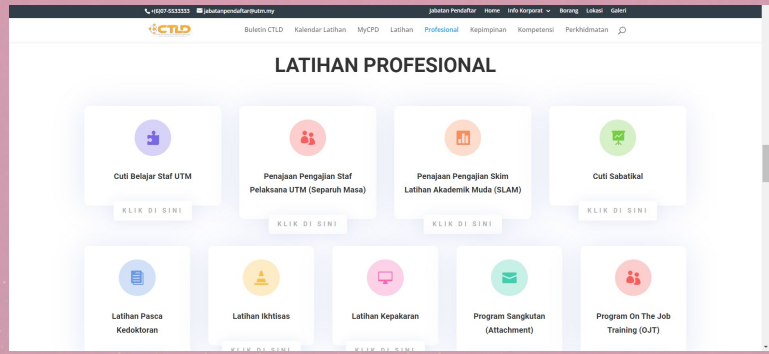 +(6)07-5533333 jabatanpendaftar@utm.my Jabatan Pendaftar Home Info Korporat Borang Lokasi Galeri
CTLD Buletin CTLD Kalendar Latihan MyCPD Latihan Profesional Kepimpinan Kompetensi Perkhidmatan
LATIHAN PROFESIONAL
Cuti Belajar Staf UTM
KLIK DI SINI
Penajaan Pengajian Staf
Pelaksana UTM (Separuh Masa)
KLIK DI SINI
Penajaan Pengajian Skim
Latihan Akademik Muda (SLAM)
KLIK DI SINI
Cuti Sabatikal
KLIK DI SINI
Latihan Pasca
Kedoktoran
Latihan Ikhtisas
KLIK DI SINI
Latihan Kepakaran
KLIK DI SINI
Program Sangkutan
(Attachment)
Program On The Job
Training (OJT)